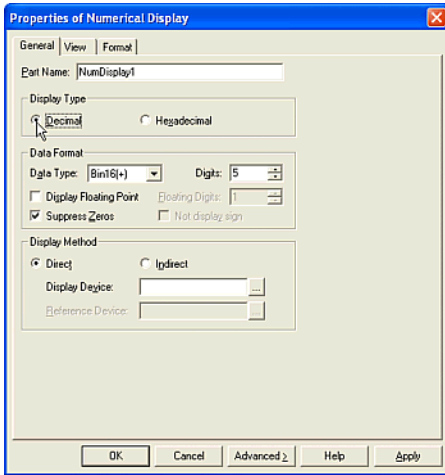 Properties of Numerical Display
General View Format
Part Name: NumDisplay1
Display Type
Decimal Hexadecimal
Data Format
Data Type: Bin16(+) Digits: 5
Display Floating Point Floating Digits: 1
Suppress Zeros Not display sign
Display Method
Direct Indirect
Display Device: ...
Reference Device: ...
OK Cancel Advanced > Help Apply